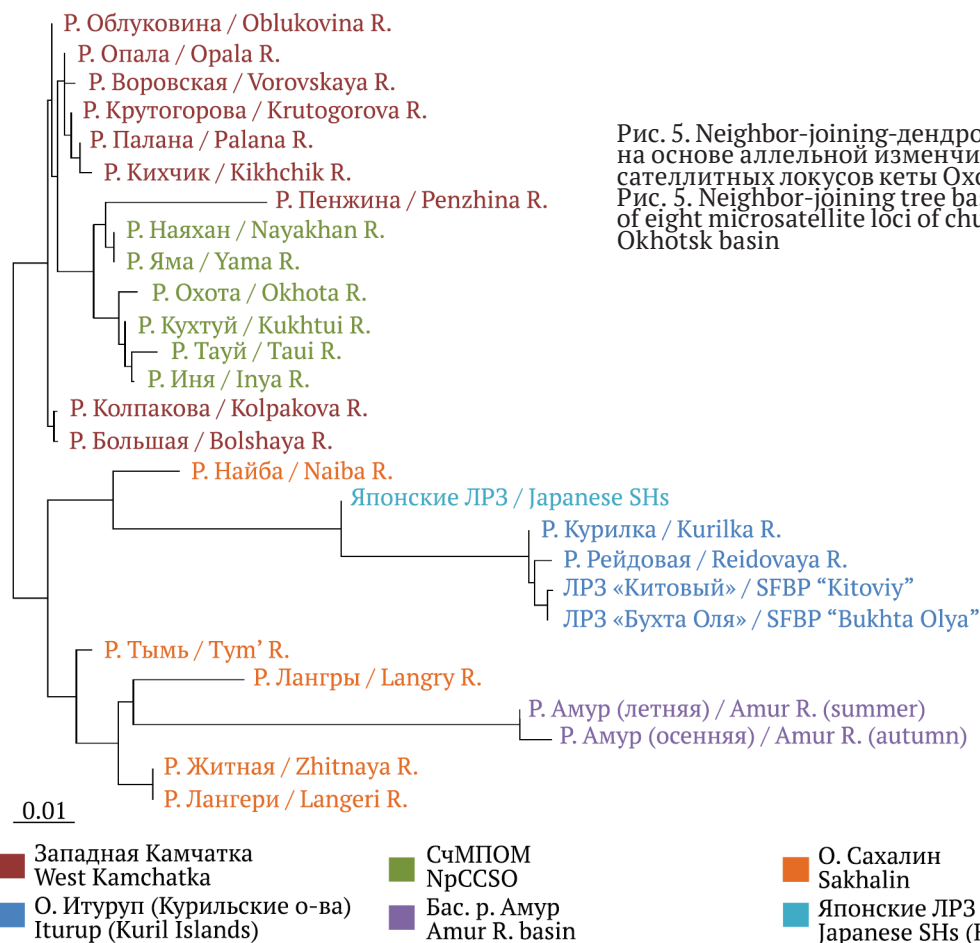 Р. Облуковина / Oblukovina R.
Р. Опала / Opala R.
Р. Воровская / Vorovskaya R.
Р. Крутогорова / Krutogorova R.
Р. Палана / Palana R.
Р. Кихчик / Kikhchik R.
Р. Пенжина / Penzhina R.
Р. Наяхан / Nayakhan R.
Р. Яма / Yama R.
Р. Охота / Okhota R.
Р. Кухтуй / Kukhtui R.
Р. Тауй / Taui R.
Р. Иня / Inya R.
Р. Колпакова / Kolpakova R.
Р. Большая / Bolshaya R.
Р. Найба / Naiba R.
Японские ЛРЗ / Japanese SHs
Р. Курилка / Kurilka R.
Р. Рейдовая / Reidovaya R.
ЛРЗ «Китовый» / SFBP “Kitoviy”
ЛРЗ «Бухта Оля» / SFBP “Bukhta Olya”
Р. Тымь / Tym’ R.
Р. Лангры / Langry R.
Р. Амур (летняя) / Amur R. (summer)
Р. Амур (осенняя) / Amur R. (autumn)
Р. Житная / Zhitnaya R.
Р. Лангери / Langeri R.
0.01
Рис. 5. Neighbor-joining-дендро
на основе аллельной изменчи
сателлитных локусов кеты Охо
Рис. 5. Neighbor-joining tree ba
of eight microsatellite loci of chu
Okhotsk basin
Западная Камчатка
West Kamchatka
СчМПОМ
NpCCSO
О. Сахалин
Sakhalin
О. Итуруп (Курильские о-ва)
Iturup (Kuril Islands)
Бас. р. Амур
Amur R. basin
Японские ЛРЗ
Japanese SHs